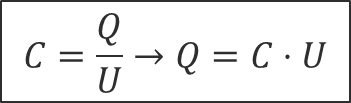 C = Q/U → Q = C · U